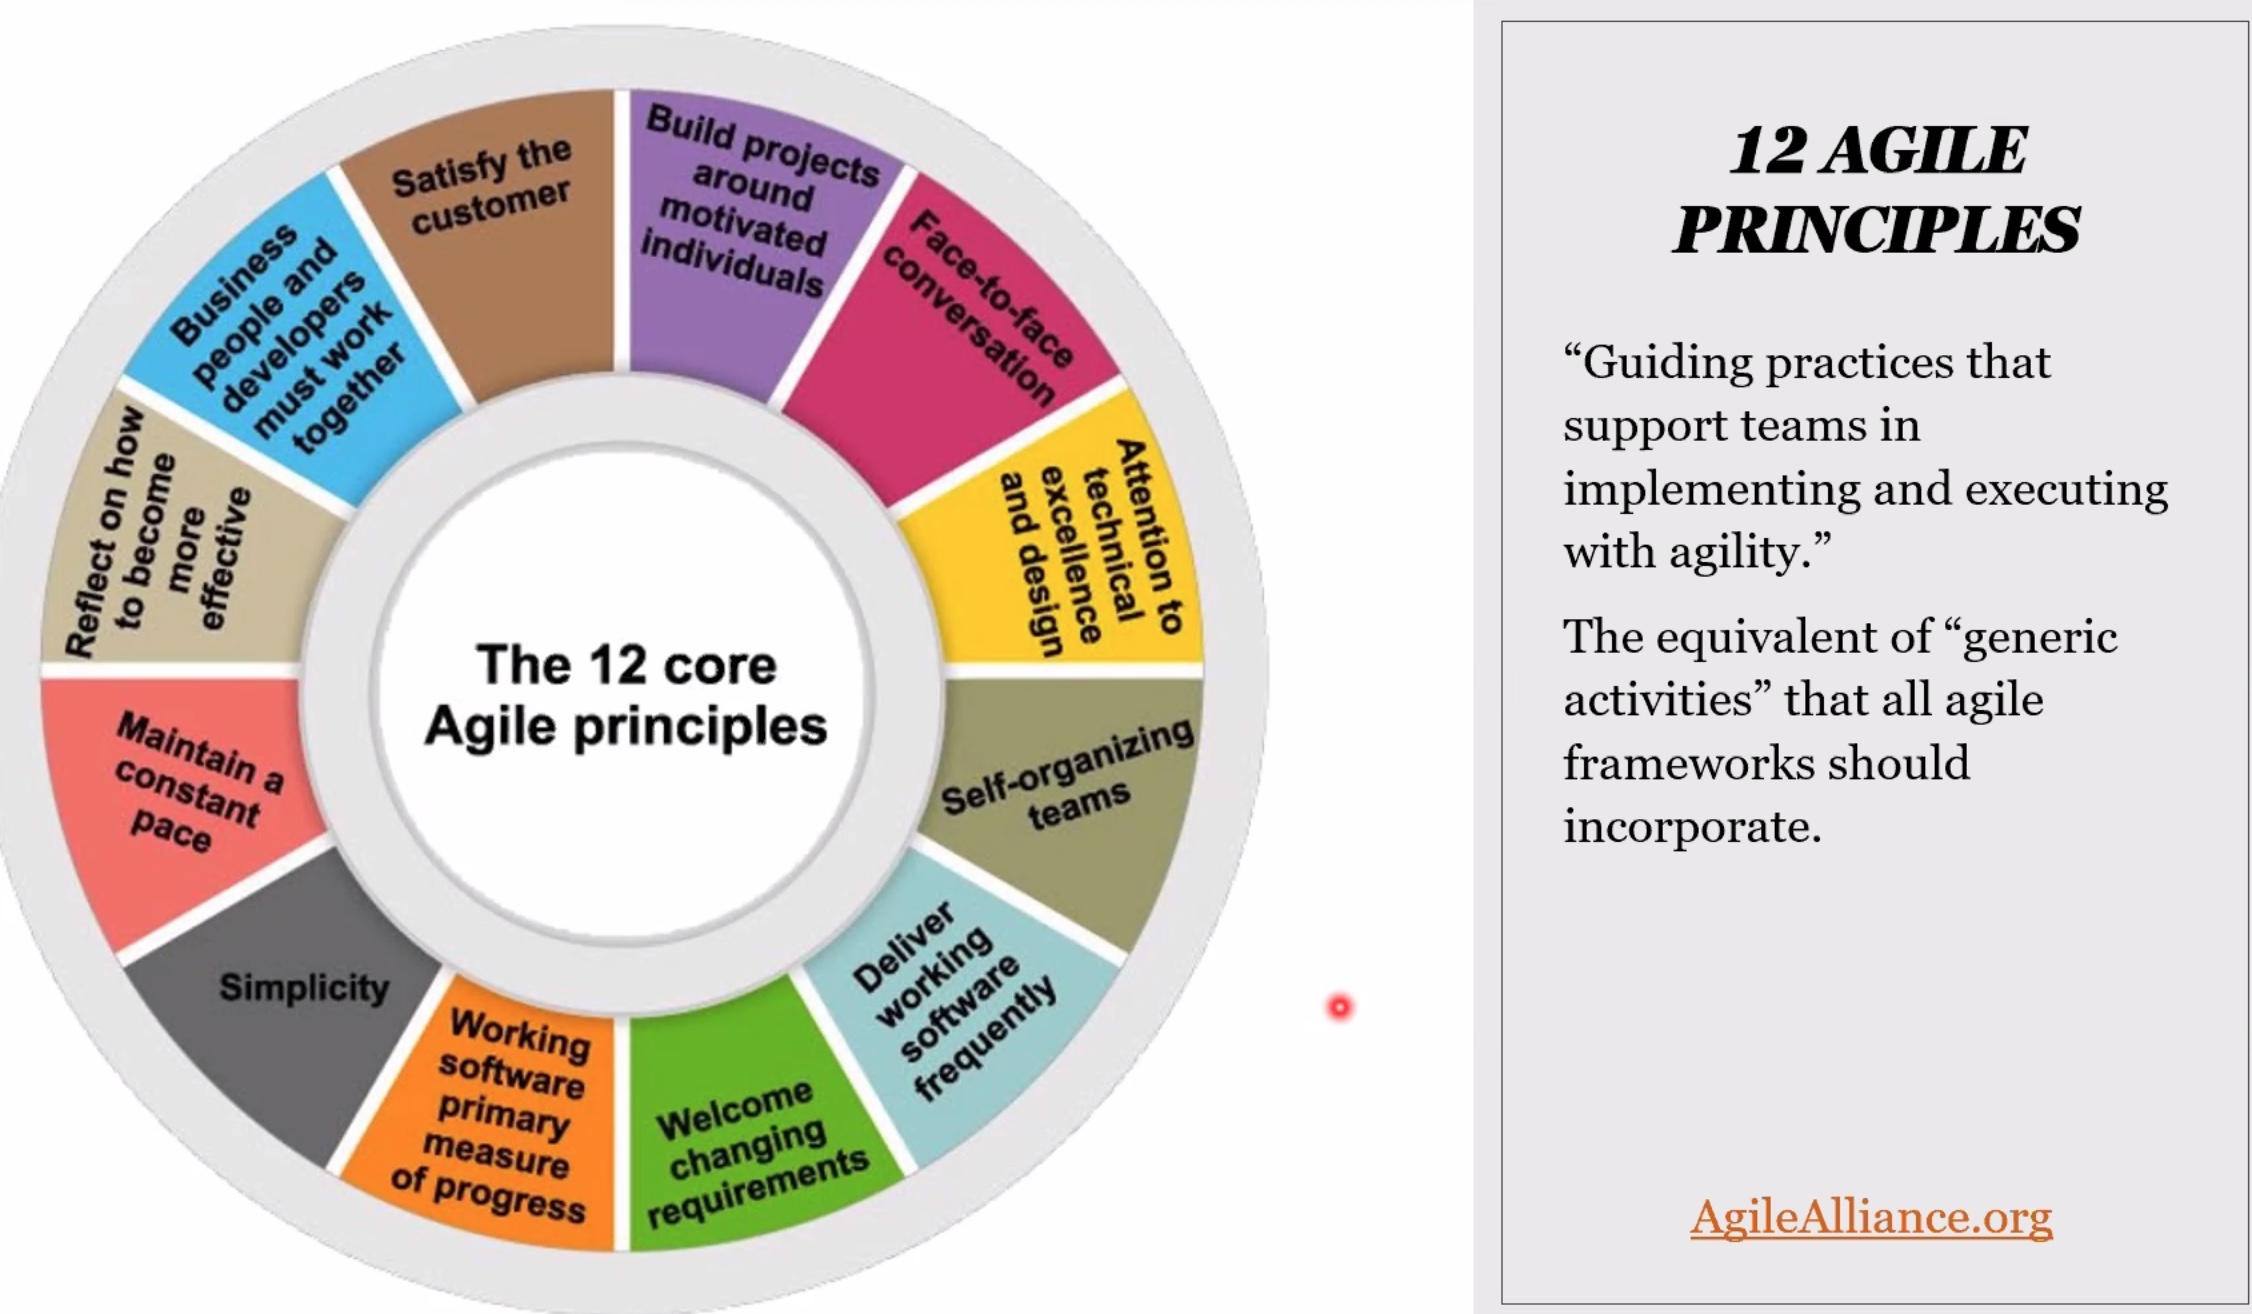 Satisfy the
customer
Build projects
around
motivated
individuals
Face-to-face
conversation
Attention to
technical
excellence
and design
Self-organizing
teams
Deliver
working
software
frequently
Welcome
changing
requirements
Working
software
primary
measure
of progress
Simplicity
Maintain a
constant
pace
Reflect on how
to become
more
effective
Business
people and
developers
must work
together
The 12 core
Agile principles
12 AGILE
PRINCIPLES
“Guiding practices that
support teams in
implementing and executing
with agility.”
The equivalent of “generic
activities” that all agile
frameworks should
incorporate.
AgileAlliance.org